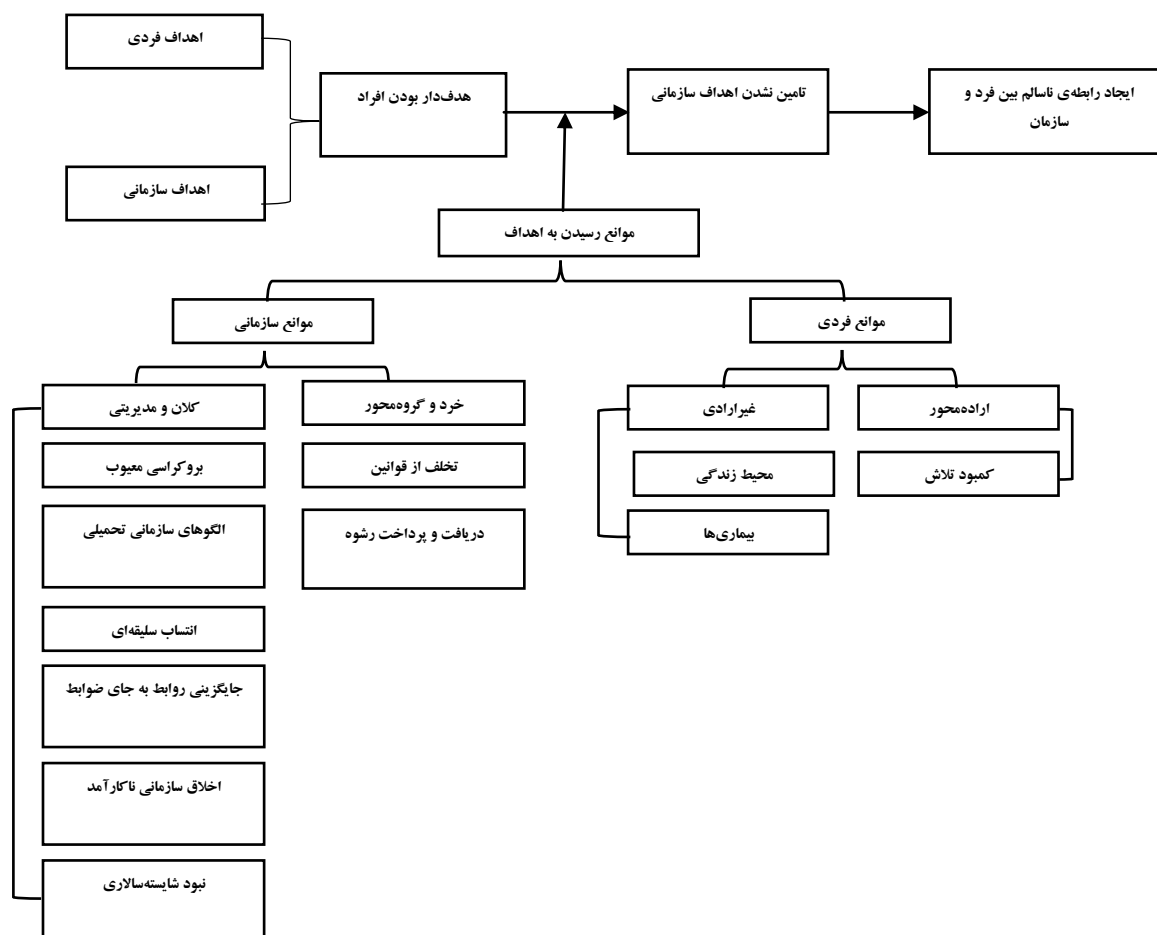 اهداف فردی
هدف‌دار بودن افراد
تامین نشدن اهداف سازمانی
ایجاد رابطه‌ی ناسالم بین فرد و
سازمان
اهداف سازمانی
موانع رسیدن به اهداف
موانع سازمانی
موانع فردی
کلان و مدیریتی
خرد و گروه‌محور
غیرارادی
اراده‌محور
بروکراسی معیوب
تخلف از قوانین
محیط زندگی
کمبود تلاش
الگوهای سازمانی تحمیلی
دریافت و پرداخت رشوه
بیماری‌ها
انتساب سلیقه‌ای
جایگزینی روابط به جای ضوابط
اخلاق سازمانی ناکارآمد
نبود شایسته‌سالاری